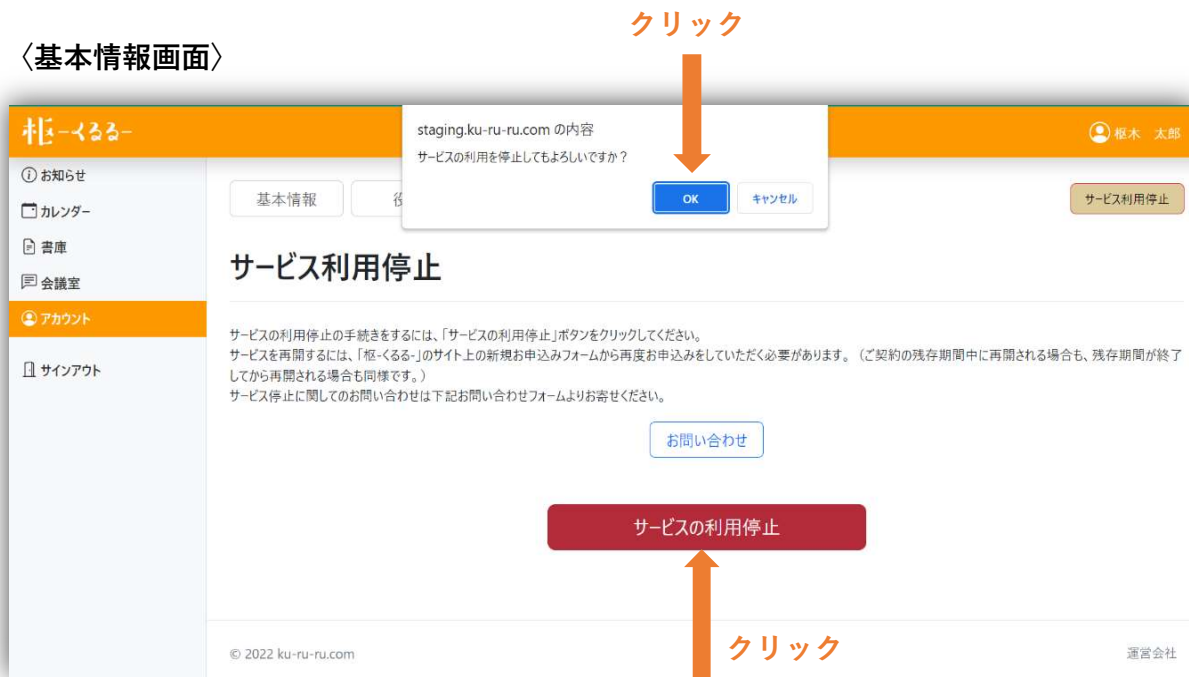 クリック
〈基本情報画面〉
枢-くるる-
staging.ku-ru-ru.com の内容
サービスの利用を停止してもよろしいですか？
OK
キャンセル
枢木 太郎
お知らせ
カレンダー
書庫
会議室
アカウント
サインアウト
基本情報
役
サービス利用停止
サービス利用停止
サービスの利用停止の手続きをするには、「サービスの利用停止」ボタンをクリックしてください。
サービスを再開するには、「枢-くるる-」のサイト上の新規お申込みフォームから再度お申込みをしていただく必要があります。（ご契約の残存期間中に再開される場合も、残存期間が終了
してから再開される場合も同様です。）
サービス停止に関してのお問い合わせは下記お問い合わせフォームよりお寄せください。
お問い合わせ
サービスの利用停止
クリック
© 2022 ku-ru-ru.com
運営会社